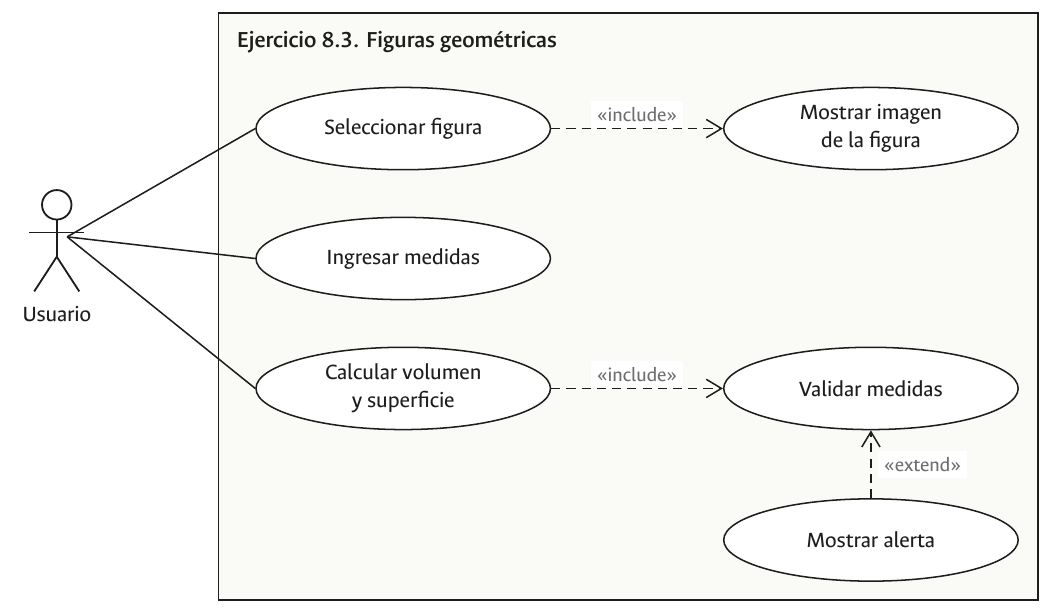 Ejercicio 8.3. Figuras geométricas
Seleccionar figura
«include»
Mostrar imagen
de la figura
Ingresar medidas
Usuario
Calcular volumen
y superficie
«include»
Validar medidas
«extend»
Mostrar alerta